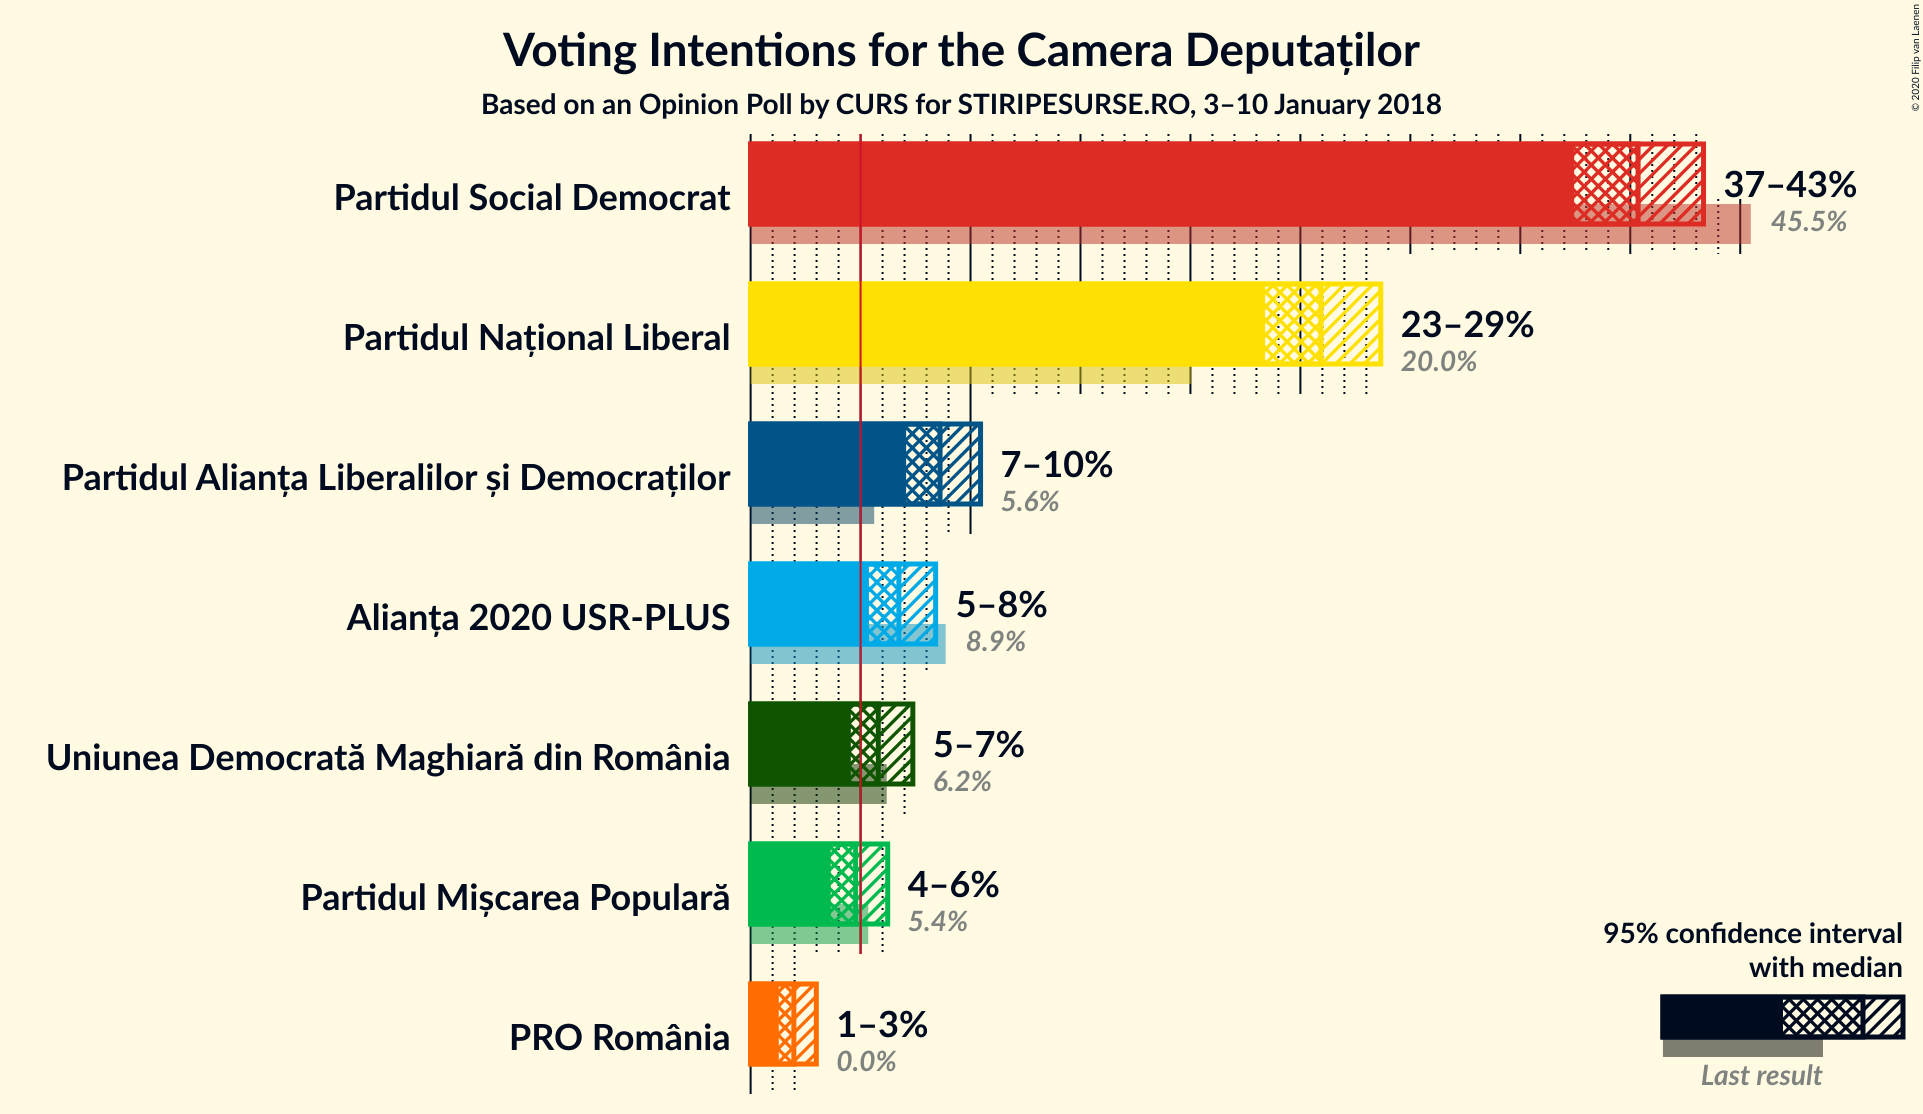 Voting Intentions for the Camera Deputaților
Based on an Opinion Poll by CURS for STIRIPESURSE.RO, 3–10 January 2018
© 2020 Filip van Laenen
Partidul Social Democrat
37–43%
45.5%
Partidul Național Liberal
23–29%
20.0%
Partidul Alianța Liberalilor și Democraților
7–10%
5.6%
Alianța 2020 USR-PLUS
5–8%
8.9%
Uniunea Democrată Maghiară din România
5–7%
6.2%
Partidul Mișcarea Populară
4–6%
5.4%
PRO România
1–3%
0.0%
95% confidence interval
with median
Last result